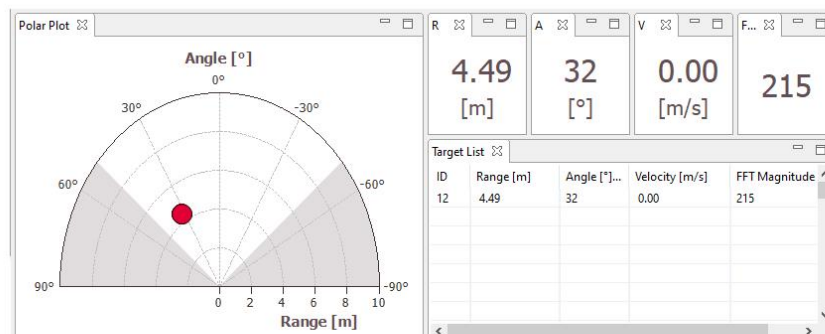 Polar Plot
Angle [°]
0°
30°
-30°
60°
-60°
90°
-90°
0 2 4 6 8 10
Range [m]
R
4.49
[m]
A
32
[°]
V
0.00
[m/s]
F...
215
Target List
ID Range [m] Angle [°]... Velocity [m/s] FFT Magnitude
12 4.49 32 0.00 215